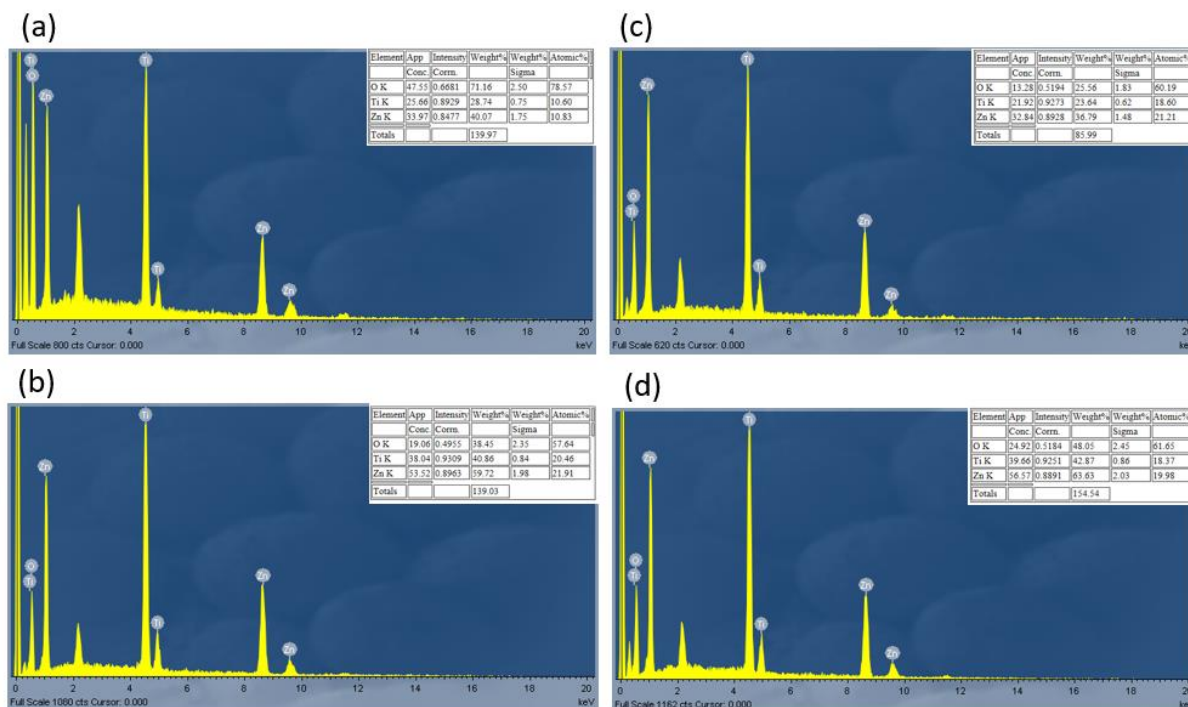 (a)
Ti
O
Zn
Ti
Ti
Zn
Zn
Element App Intensity Weight% Weight% Atomic%
Conc. Corrn. Sigma
O K 47.55 0.6681 71.16 2.50 78.57
Ti K 25.66 0.8929 28.74 0.75 10.60
Zn K 33.97 0.8477 40.07 1.75 10.83
Totals 139.97
0 2 4 6 8 10 12 14 16 18 20
Full Scale 800 cts Cursor: 0.000 keV
(c)
Zn
O
Ti
Ti
Ti
Zn
Zn
Element App Intensity Weight% Weight% Atomic%
Conc. Corrn. Sigma
O K 13.28 0.5194 25.56 1.83 60.19
Ti K 21.92 0.9273 23.64 0.62 18.60
Zn K 32.84 0.8928 36.79 1.48 21.21
Totals 85.99
0 2 4 6 8 10 12 14 16 18 20
Full Scale 620 cts Cursor: 0.000 keV
(b)
Zn
O
Ti
Ti
Ti
Zn
Zn
Element App Intensity Weight% Weight% Atomic%
Conc. Corrn. Sigma
O K 19.06 0.4955 38.45 2.35 57.64
Ti K 38.04 0.9309 40.86 0.84 20.46
Zn K 53.52 0.8963 59.72 1.98 21.91
Totals 139.03
0 2 4 6 8 10 12 14 16 18 20
Full Scale 1080 cts Cursor: 0.000 keV
(d)
Zn
O
Ti
Ti
Ti
Zn
Zn
Element App Intensity Weight% Weight% Atomic%
Conc. Corrn. Sigma
O K 24.92 0.5184 48.05 2.45 61.65
Ti K 39.66 0.9251 42.87 0.86 18.37
Zn K 56.57 0.8891 63.63 2.03 19.98
Totals 154.54
0 2 4 6 8 10 12 14 16 18 20
Full Scale 1162 cts Cursor: 0.000 keV